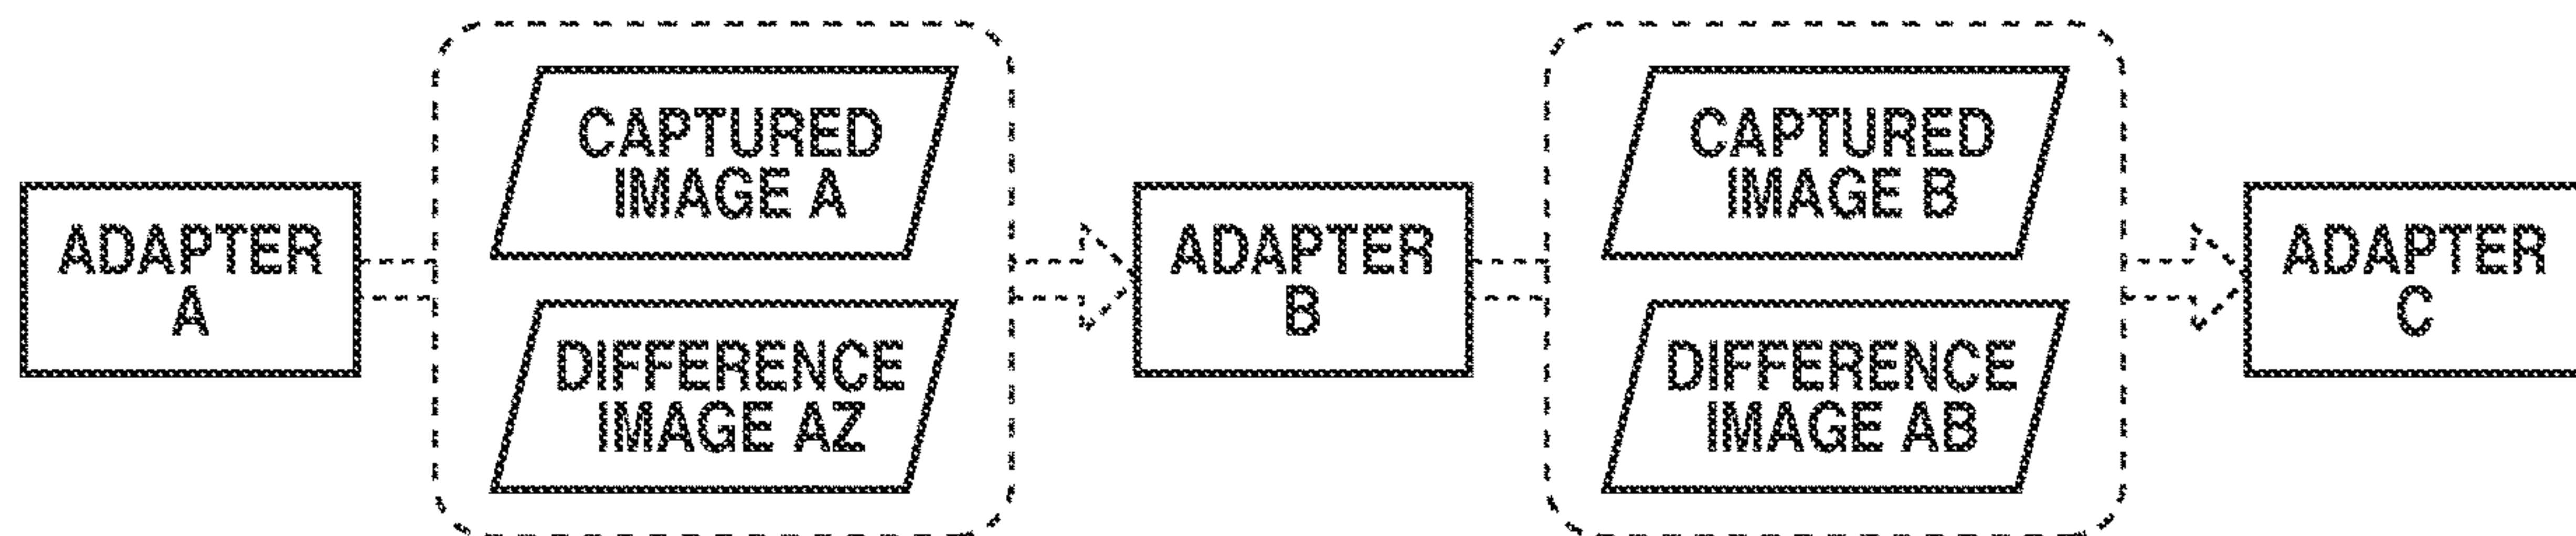 ADAPTER
A
CAPTURED
IMAGE A
DIFFERENCE
IMAGE AZ
ADAPTER
B
CAPTURED
IMAGE B
DIFFERENCE
IMAGE AB
ADAPTER
C